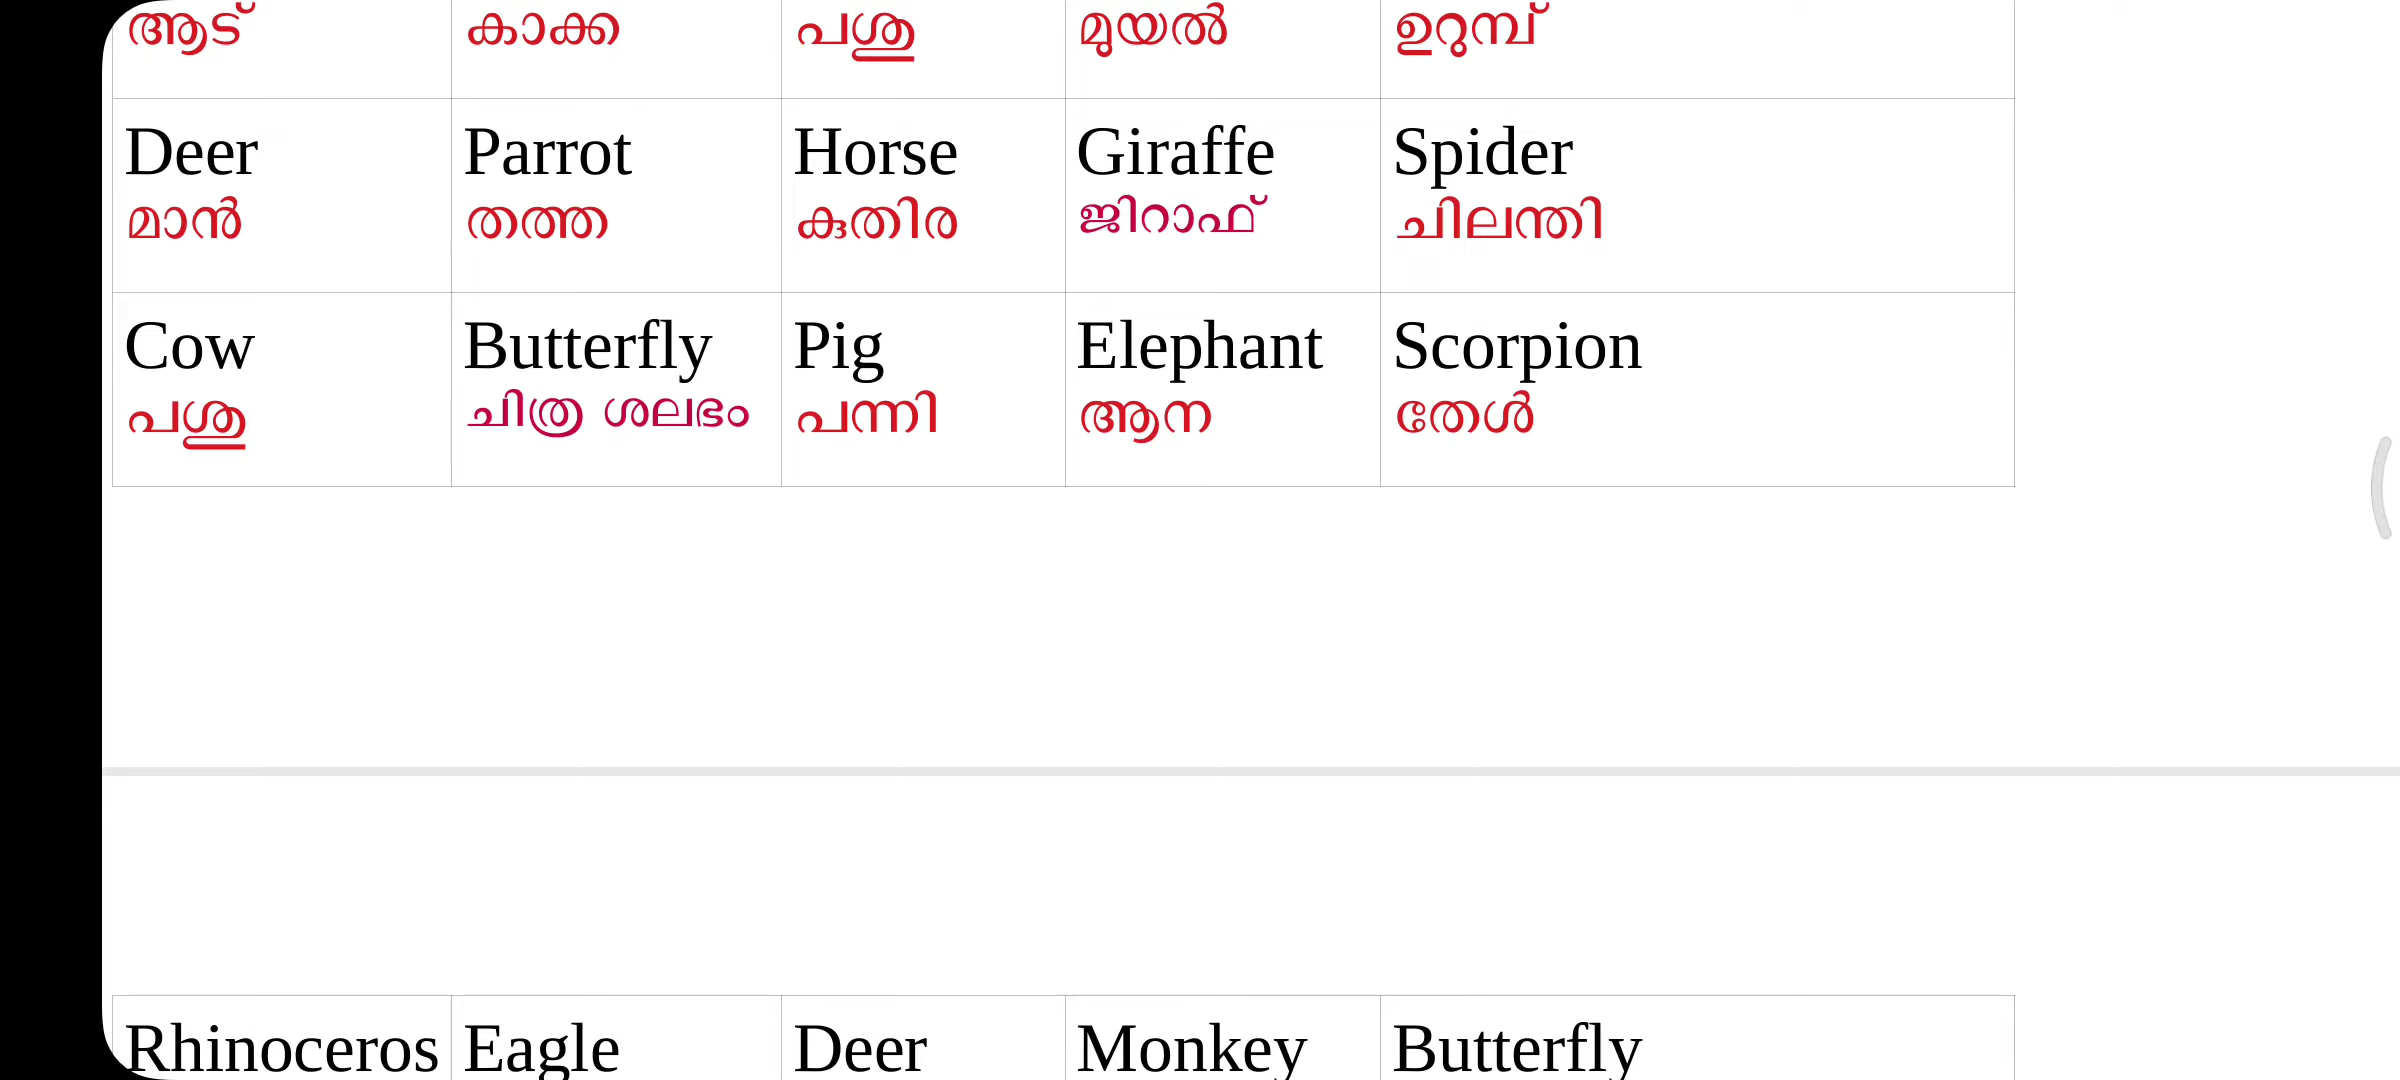 ആട് കാക്ക പശു മുയൽ ഉറുമ്പ്
Deer Parrot Horse Giraffe Spider
മാൻ തത്ത കുതിര ജിറാഫ് ചിലന്തി
Cow Butterfly Pig Elephant Scorpion
പശു ചിത്ര ശലഭം പന്നി ആന തേൾ
Rhinoceros Eagle Deer Monkey Butterfly